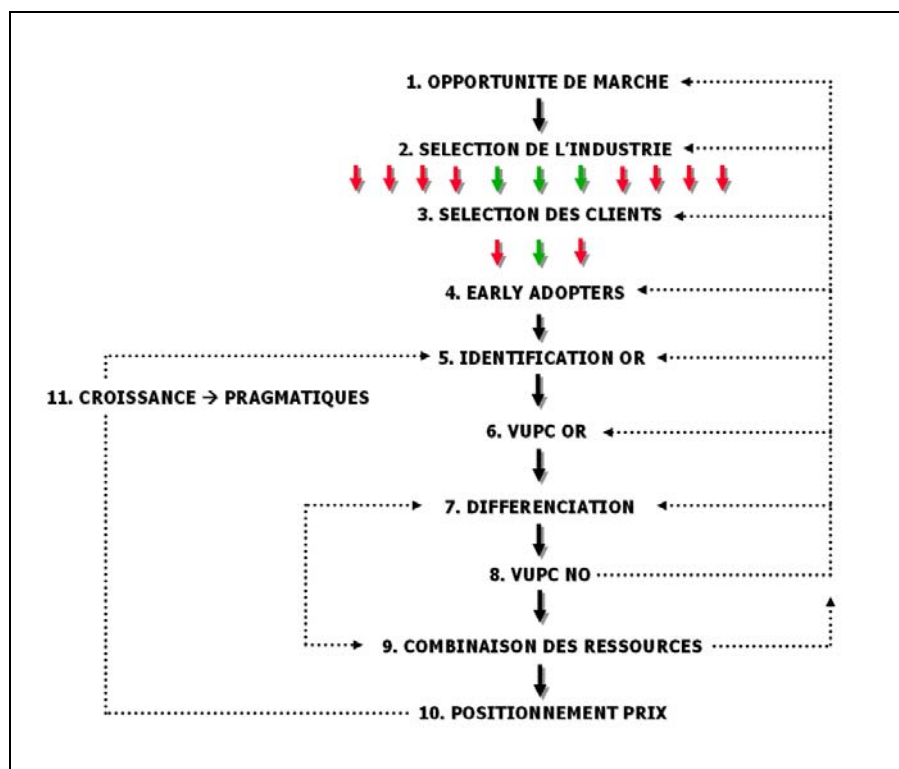 1. OPPORTUNITE DE MARCHE
2. SELECTION DE L'INDUSTRIE
3. SELECTION DES CLIENTS
4. EARLY ADOPTERS
5. IDENTIFICATION OR
11. CROISSANCE → PRAGMATIQUES
6. VUPC OR
7. DIFFERENCIATION
8. VUPC NO
9. COMBINAISON DES RESSOURCES
10. POSITIONNEMENT PRIX